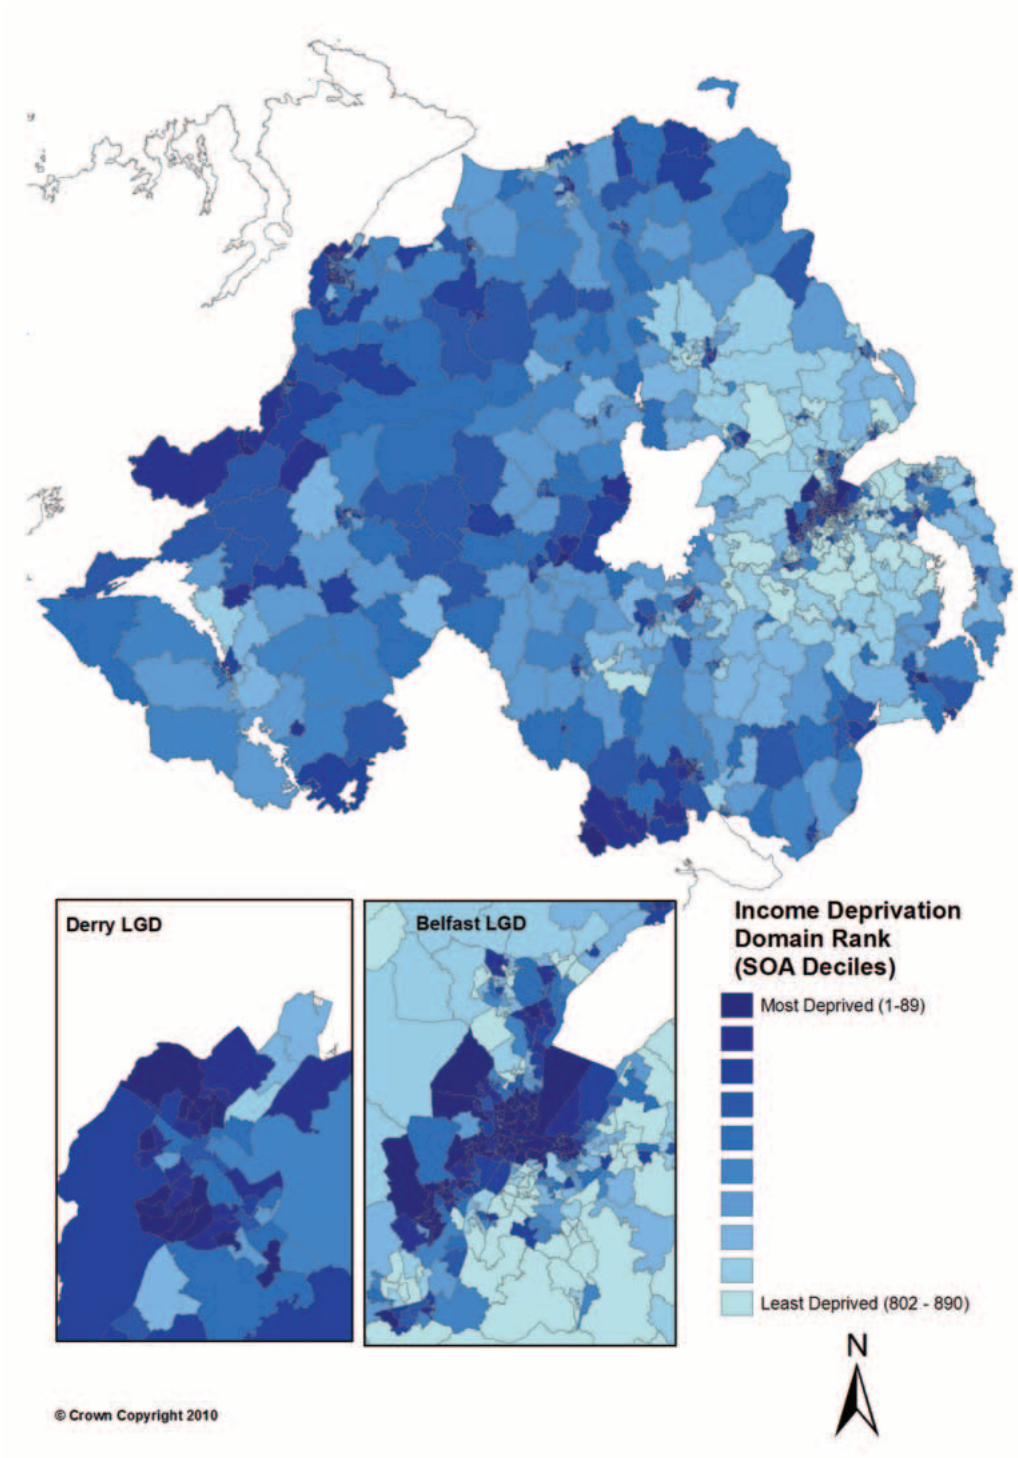 Derry LGD
Belfast LGD
Income Deprivation
Domain Rank
(SOA Deciles)
Most Deprived (1-89)
Least Deprived (802 - 890)
N
© Crown Copyright 2010